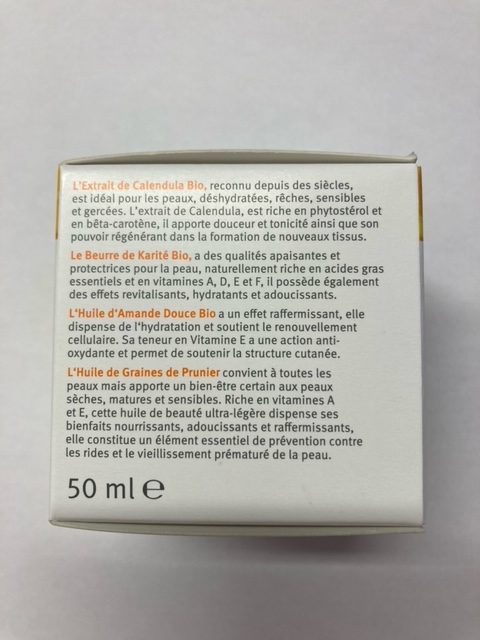 L'Extrait de Calendula Bio, reconnu depuis des siècles,
est idéal pour les peaux, déshydratées, rêches, sensibles
et gercées. L'extrait de Calendula, est riche en phytostérol et
en bêta-carotène, il apporte douceur et tonicité ainsi que son
pouvoir régénérant dans la formation de nouveaux tissus.
Le Beurre de Karité Bio, a des qualités apaisantes et
protectrices pour la peau, naturellement riche en acides gras
essentiels et en vitamines A, D, E et F, il possède également
des effets revitalisants, hydratants et adoucissants.
L'Huile d'Amande Douce Bio a un effet raffermissant, elle
dispense de l'hydratation et soutient le renouvellement
cellulaire. Sa teneur en Vitamine E a une action anti-
oxydante et permet de soutenir la structure cutanée.
L'Huile de Graines de Prunier convient à toutes les
peaux mais apporte un bien-être certain aux peaux
sèches, matures et sensibles. Riche en vitamines A
et E, cette huile de beauté ultra-légère dispense ses
bienfaits nourrissants, adoucissants et raffermissants,
elle constitue un élément essentiel de prévention contre
les rides et le vieillissement prématuré de la peau.
50 ml ℮